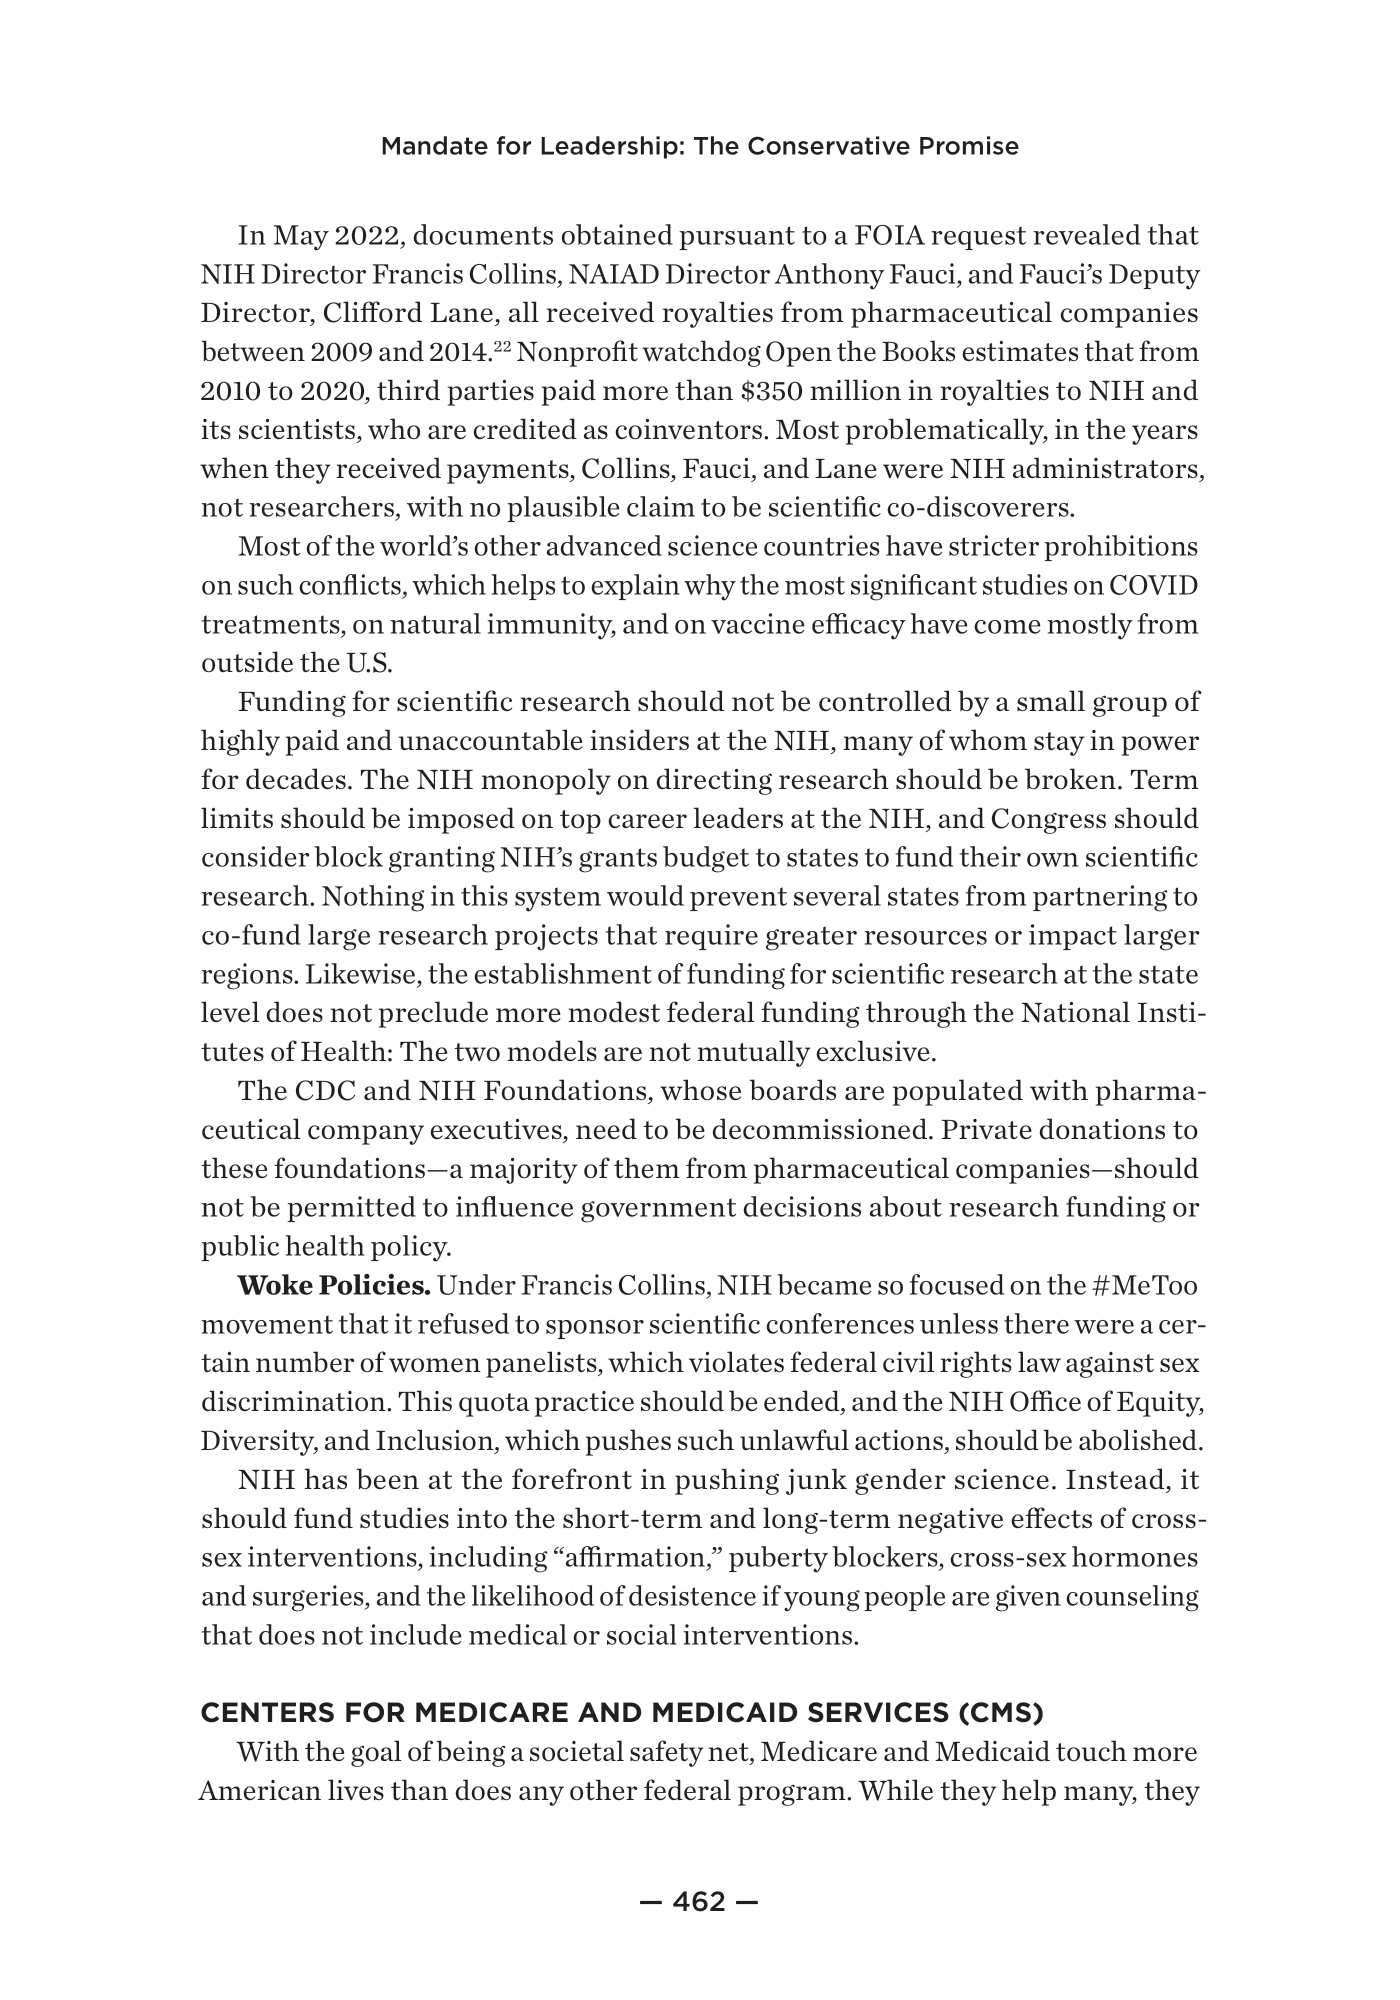 Mandate for Leadership: The Conservative Promise
In May 2022, documents obtained pursuant to a FOIA request revealed that
NIH Director Francis Collins, NAIAD Director Anthony Fauci, and Fauci’s Deputy
Director, Clifford Lane, all received royalties from pharmaceutical companies
between 2009 and 2014.²² Nonprofit watchdog Open the Books estimates that from
2010 to 2020, third parties paid more than $350 million in royalties to NIH and
its scientists, who are credited as coinventors. Most problematically, in the years
when they received payments, Collins, Fauci, and Lane were NIH administrators,
not researchers, with no plausible claim to be scientific co-discoverers.
Most of the world’s other advanced science countries have stricter prohibitions
on such conflicts, which helps to explain why the most significant studies on COVID
treatments, on natural immunity, and on vaccine efficacy have come mostly from
outside the U.S.
Funding for scientific research should not be controlled by a small group of
highly paid and unaccountable insiders at the NIH, many of whom stay in power
for decades. The NIH monopoly on directing research should be broken. Term
limits should be imposed on top career leaders at the NIH, and Congress should
consider block granting NIH’s grants budget to states to fund their own scientific
research. Nothing in this system would prevent several states from partnering to
co-fund large research projects that require greater resources or impact larger
regions. Likewise, the establishment of funding for scientific research at the state
level does not preclude more modest federal funding through the National Insti-
tutes of Health: The two models are not mutually exclusive.
The CDC and NIH Foundations, whose boards are populated with pharma-
ceutical company executives, need to be decommissioned. Private donations to
these foundations—a majority of them from pharmaceutical companies—should
not be permitted to influence government decisions about research funding or
public health policy.
Woke Policies. Under Francis Collins, NIH became so focused on the #MeToo
movement that it refused to sponsor scientific conferences unless there were a cer-
tain number of women panelists, which violates federal civil rights law against sex
discrimination. This quota practice should be ended, and the NIH Office of Equity,
Diversity, and Inclusion, which pushes such unlawful actions, should be abolished.
NIH has been at the forefront in pushing junk gender science. Instead, it
should fund studies into the short-term and long-term negative effects of cross-
sex interventions, including “affirmation,” puberty blockers, cross-sex hormones
and surgeries, and the likelihood of desistence if young people are given counseling
that does not include medical or social interventions.
CENTERS FOR MEDICARE AND MEDICAID SERVICES (CMS)
With the goal of being a societal safety net, Medicare and Medicaid touch more
American lives than does any other federal program. While they help many, they
— 462 —